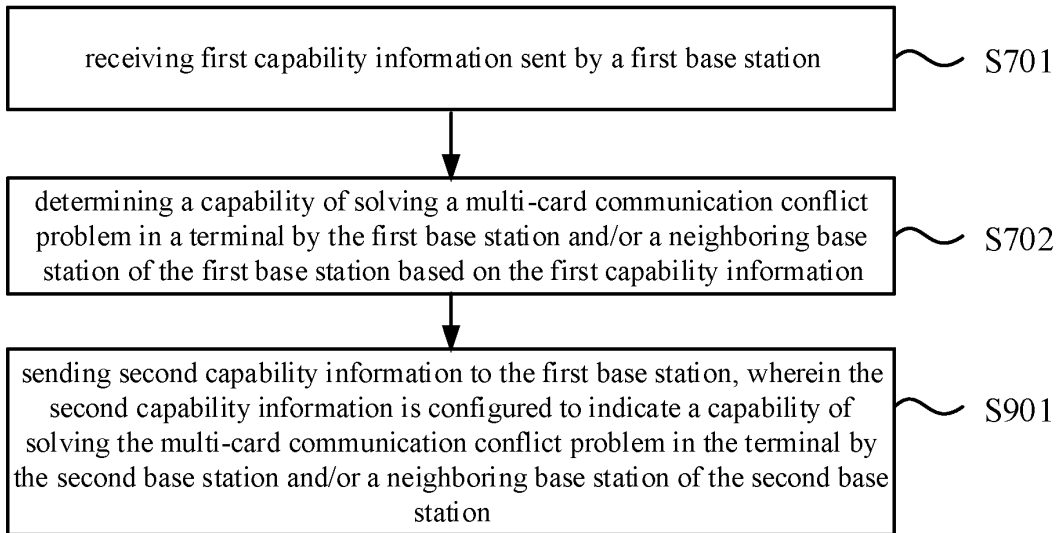 receiving first capability information sent by a first base station
S701
determining a capability of solving a multi-card communication conflict
problem in a terminal by the first base station and/or a neighboring base
station of the first base station based on the first capability information
S702
sending second capability information to the first base station, wherein the
second capability information is configured to indicate a capability of
solving the multi-card communication conflict problem in the terminal by
the second base station and/or a neighboring base station of the second base
station
S901